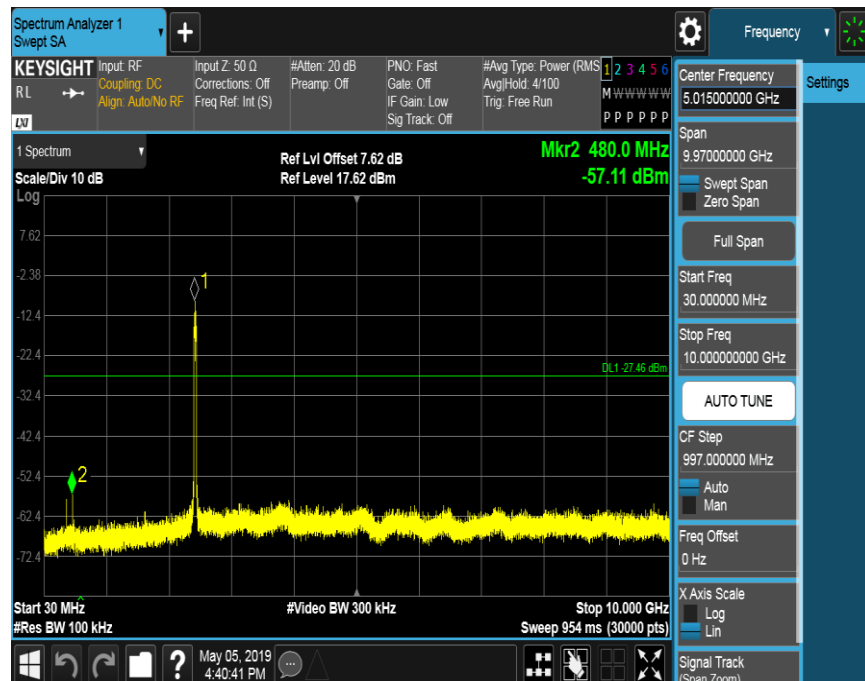 Spectrum Analyzer 1
Swept SA
+
Frequency
KEYSIGHT
RL
LXI
Input: RF
Coupling: DC
Align: Auto/No RF
Input Z: 50 Ω
Corrections: Off
Freq Ref: Int (S)
#Atten: 20 dB
Preamp: Off
PNO: Fast
Gate: Off
IF Gain: Low
Sig Track: Off
#Avg Type: Power (RMS
Avg|Hold: 4/100
Trig: Free Run
1 2 3 4 5 6
M W W W W W
P P P P P P
Center Frequency
5.015000000 GHz
Settings
Span
9.97000000 GHz
Swept Span
Zero Span
Full Span
Start Freq
30.000000 MHz
Stop Freq
10.000000000 GHz
AUTO TUNE
CF Step
997.000000 MHz
Auto
Man
Freq Offset
0 Hz
X Axis Scale
Log
Lin
Signal Track
(Span Zoom)
1 Spectrum
Scale/Div 10 dB
Log
Ref Lvl Offset 7.62 dB
Ref Level 17.62 dBm
Mkr2 480.0 MHz
-57.11 dBm
7.62
-2.38
-12.4
-22.4
-32.4
-42.4
-52.4
-62.4
-72.4
1
2
DL1 -27.46 dBm
Start 30 MHz
#Res BW 100 kHz
#Video BW 300 kHz
Stop 10.000 GHz
Sweep 954 ms (30000 pts)
?
May 05, 2019
4:40:41 PM